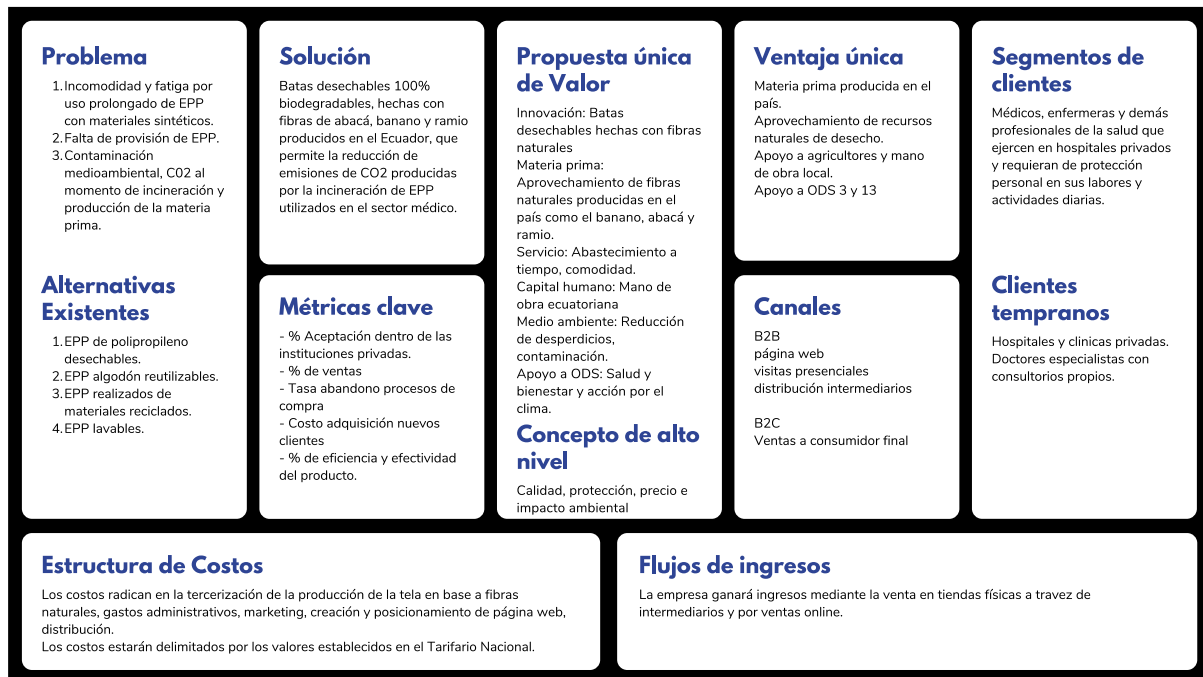 Problema
1. Incomodidad y fatiga por
uso prolongado de EPP
con materiales sintéticos.
2. Falta de provisión de EPP.
3. Contaminación
medioambiental, C02 al
momento de incineración y
producción de la materia
prima.
Alternativas
Existentes
1. EPP de polipropileno
desechables.
2. EPP algodón reutilizables.
3. EPP realizados de
materiales reciclados.
4. EPP lavables.
Solución
Batas desechables 100%
biodegradables, hechas con
fibras de abacá, banano y ramio
producidos en el Ecuador, que
permite la reducción de
emisiones de CO2 producidas
por la incineración de EPP
utilizados en el sector médico.
Métricas clave
- % Aceptación dentro de las
instituciones privadas.
- % de ventas
- Tasa abandono procesos de
compra
- Costo adquisición nuevos
clientes
- % de eficiencia y efectividad
del producto.
Propuesta única
de Valor
Innovación: Batas
desechables hechas con fibras
naturales
Materia prima:
Aprovechamiento de fibras
naturales producidas en el
país como el banano, abacá y
ramio.
Servicio: Abastecimiento a
tiempo, comodidad.
Capital humano: Mano de
obra ecuatoriana
Medio ambiente: Reducción
de desperdicios,
contaminación.
Apoyo a ODS: Salud y
bienestar y acción por el
clima.
Concepto de alto
nivel
Calidad, protección, precio e
impacto ambiental
Ventaja única
Materia prima producida en el
país.
Aprovechamiento de recursos
naturales de desecho.
Apoyo a agricultores y mano
de obra local.
Apoyo a ODS 3 y 13
Canales
B2B
página web
visitas presenciales
distribución intermediarios
B2C
Ventas a consumidor final
Segmentos de
clientes
Médicos, enfermeras y demás
profesionales de la salud que
ejercen en hospitales privados
y requieran de protección
personal en sus labores y
actividades diarias.
Clientes
tempranos
Hospitales y clinicas privadas.
Doctores especialistas con
consultorios propios.
Estructura de Costos
Los costos radican en la tercerización de la producción de la tela en base a fibras
naturales, gastos administrativos, marketing, creación y posicionamiento de página web,
distribución.
Los costos estarán delimitados por los valores establecidos en el Tarifario Nacional.
Flujos de ingresos
La empresa ganará ingresos mediante la venta en tiendas físicas a travez de
intermediarios y por ventas online.